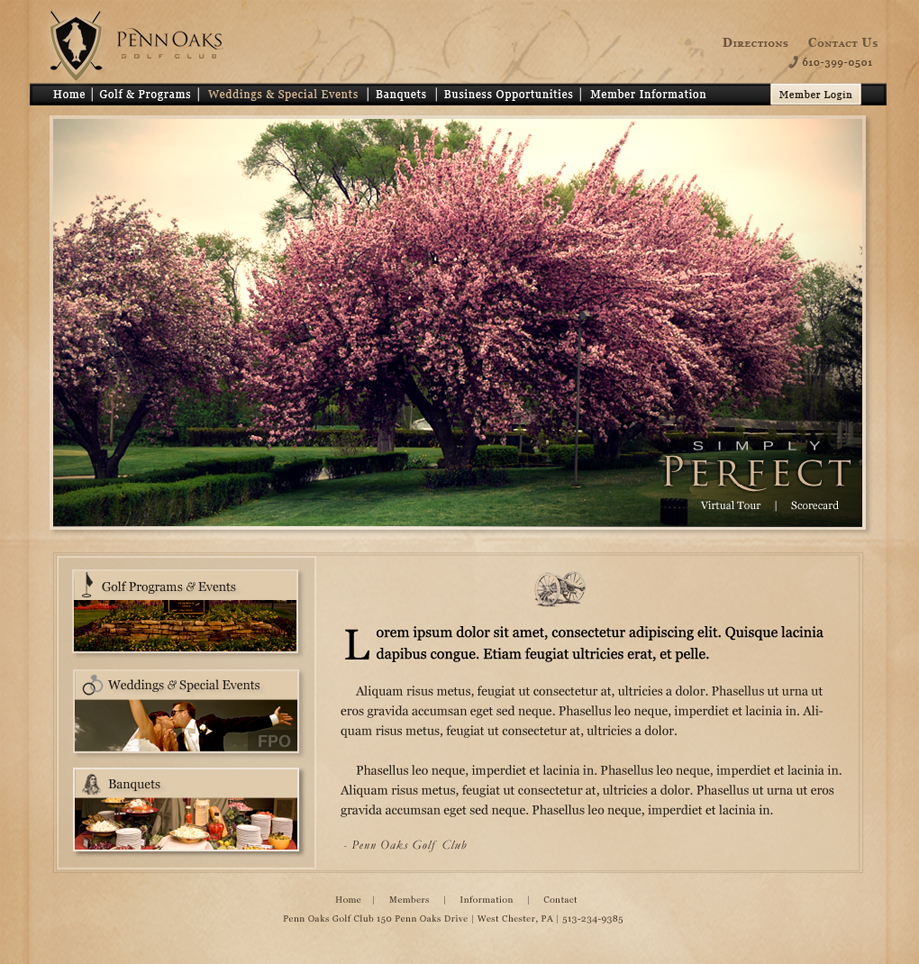 PENN OAKS
GOLF CLUB
Directions Contact Us
610-399-0501
Home | Golf & Programs | Weddings & Special Events | Banquets | Business Opportunities | Member Information
Member Login
SIMPLY
PERFECT
Virtual Tour | Scorecard
Golf Programs & Events
Weddings & Special Events
FPO
Banquets
Lorem ipsum dolor sit amet, consectetur adipiscing elit. Quisque lacinia
dapibus congue. Etiam feugiat ultricies erat, et pelle.
Aliquam risus metus, feugiat ut consectetur at, ultricies a dolor. Phasellus ut urna ut
eros gravida accumsan eget sed neque. Phasellus leo neque, imperdiet et lacinia in. Ali-
quam risus metus, feugiat ut consectetur at, ultricies a dolor.
Phasellus leo neque, imperdiet et lacinia in. Phasellus leo neque, imperdiet et lacinia in.
Aliquam risus metus, feugiat ut consectetur at, ultricies a dolor. Phasellus ut urna ut eros
gravida accumsan eget sed neque. Phasellus leo neque, imperdiet et lacinia in.
- Penn Oaks Golf Club
Home | Members | Information | Contact
Penn Oaks Golf Club 150 Penn Oaks Drive | West Chester, PA | 513-234-9385